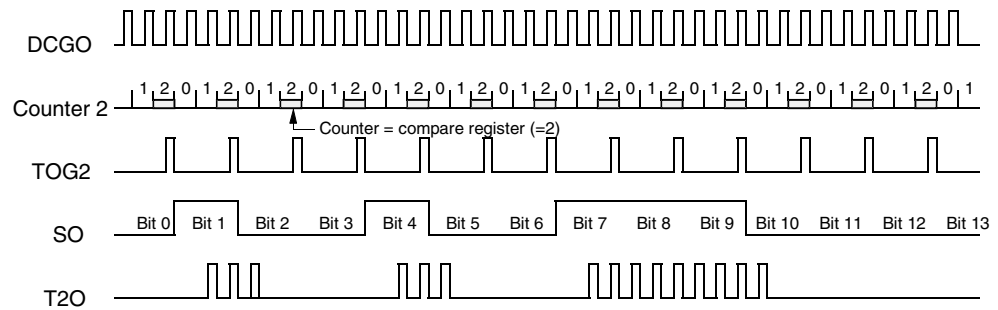 DCGO
1 2 0 1 2 0 1 2 0 1 2 0 1 2 0 1 2 0 1 2 0 1 2 0 1 2 0 1 2 0 1 2 0 1 2 0 1 2 0 1
Counter 2
Counter = compare register (=2)
TOG2
SO
Bit 0 Bit 1 Bit 2 Bit 3 Bit 4 Bit 5 Bit 6 Bit 7 Bit 8 Bit 9 Bit 10 Bit 11 Bit 12 Bit 13
T2O